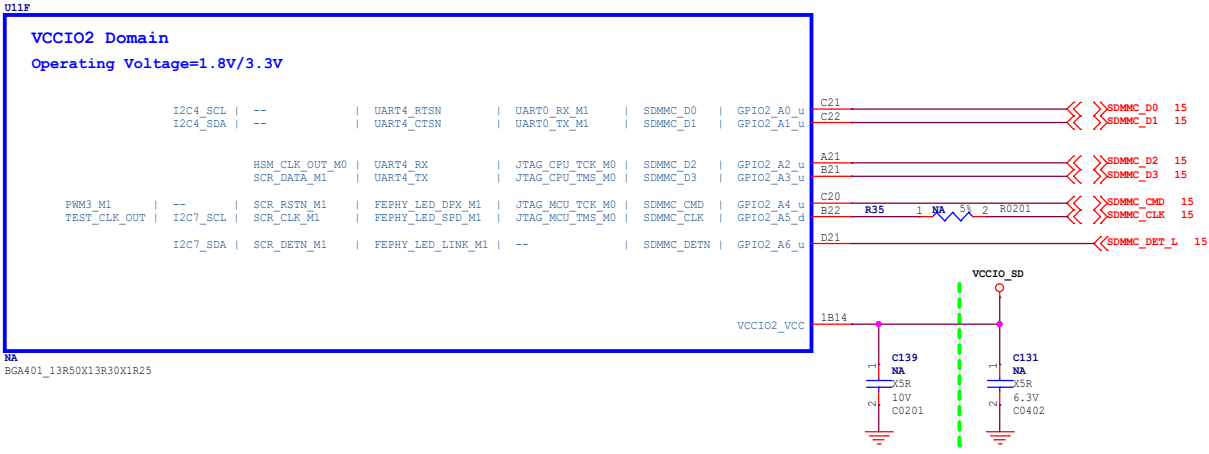 U11F
VCCIO2 Domain
Operating Voltage=1.8V/3.3V
I2C4_SCL | -- | UART4_RTSN | UART0_RX_M1 | SDMMC_D0 | GPIO2_A0_u C21 SDMMC_D0 15
I2C4_SDA | -- | UART4_CTSN | UART0_TX_M1 | SDMMC_D1 | GPIO2_A1_u C22 SDMMC_D1 15
HSM_CLK_OUT_M0 | UART4_RX | JTAG_CPU_TCK_M0 | SDMMC_D2 | GPIO2_A2_u A21 SDMMC_D2 15
SCR_DATA_M1 | UART4_TX | JTAG_CPU_TMS_M0 | SDMMC_D3 | GPIO2_A3_u B21 SDMMC_D3 15
PWM3_M1 | -- | SCR_RSTN_M1 | FEPHY_LED_DPX_M1 | JTAG_MCU_TCK_M0 | SDMMC_CMD | GPIO2_A4_u C20 SDMMC_CMD 15
TEST_CLK_OUT | I2C7_SCL | SCR_CLK_M1 | FEPHY_LED_SPD_M1 | JTAG_MCU_TMS_M0 | SDMMC_CLK | GPIO2_A5_d B22 R35 1 NA 5% 2 R0201 SDMMC_CLK 15
I2C7_SDA | SCR_DETN_M1 | FEPHY_LED_LINK_M1 | -- | SDMMC_DETN | GPIO2_A6_u D21 SDMMC_DET_L 15
VCCIO_SD
VCCIO2_VCC 1B14
NA
BGA401_13R50X13R30X1R25
1
C139
NA
X5R
10V
C0201
2
1
C131
NA
X5R
6.3V
C0402
2